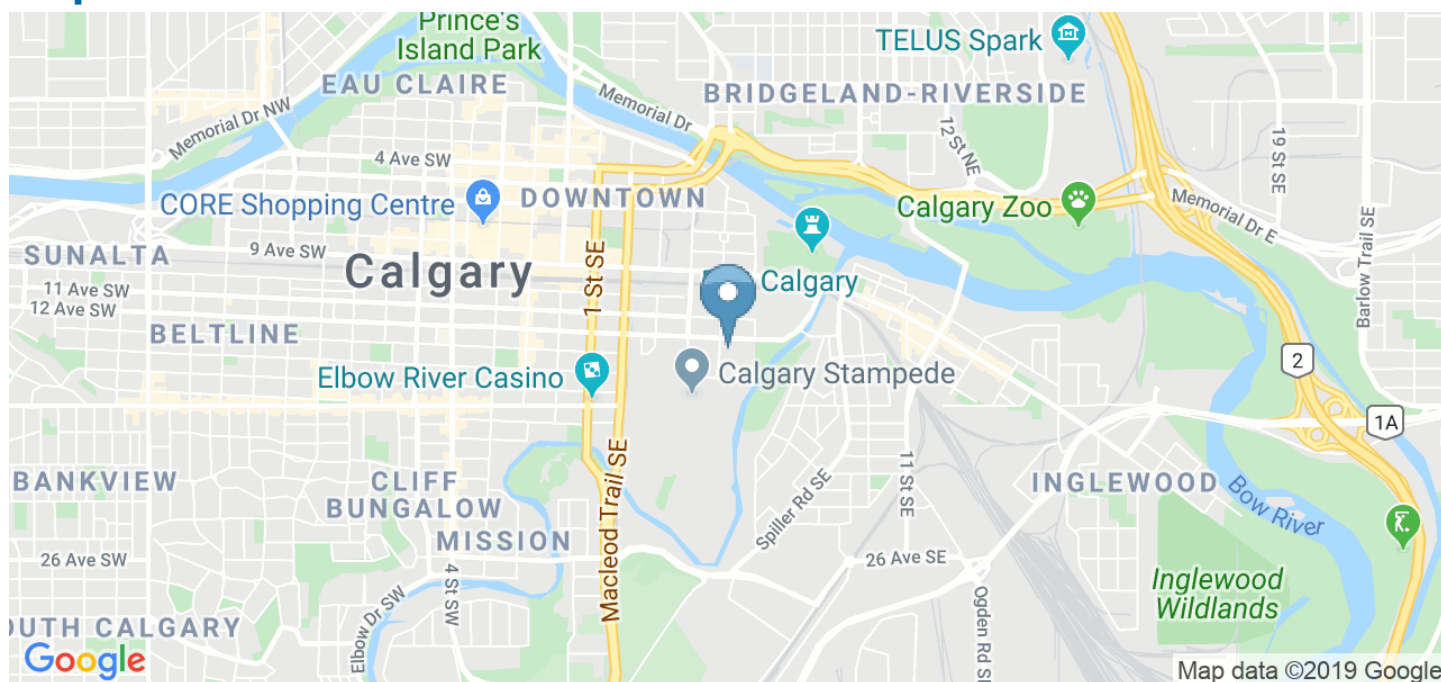 Prince's
Island Park
TELUS Spark
EAU CLAIRE
BRIDGELAND-RIVERSIDE
Memorial Dr NW
Memorial Dr
12 St NE
19 St SE
4 Ave SW
CORE Shopping Centre
DOWNTOWN
Calgary Zoo
Memorial Dr E
Barlow Trail SE
SUNALTA
9 Ave SW
Calgary
1 St SE
Calgary
11 Ave SW
12 Ave SW
BELTLINE
2
Elbow River Casino
Calgary Stampede
1A
BANKVIEW
CLIFF
BUNGALOW
MISSION
Macleod Trail SE
Spiller Rd SE
11 St SE
INGLEWOOD
Bow River
26 Ave SW
4 St SW
Elbow Dr SW
26 Ave SE
Ogden Rd SE
Inglewood
Wildlands
OUTH CALGARY
Google
Map data ©2019 Google